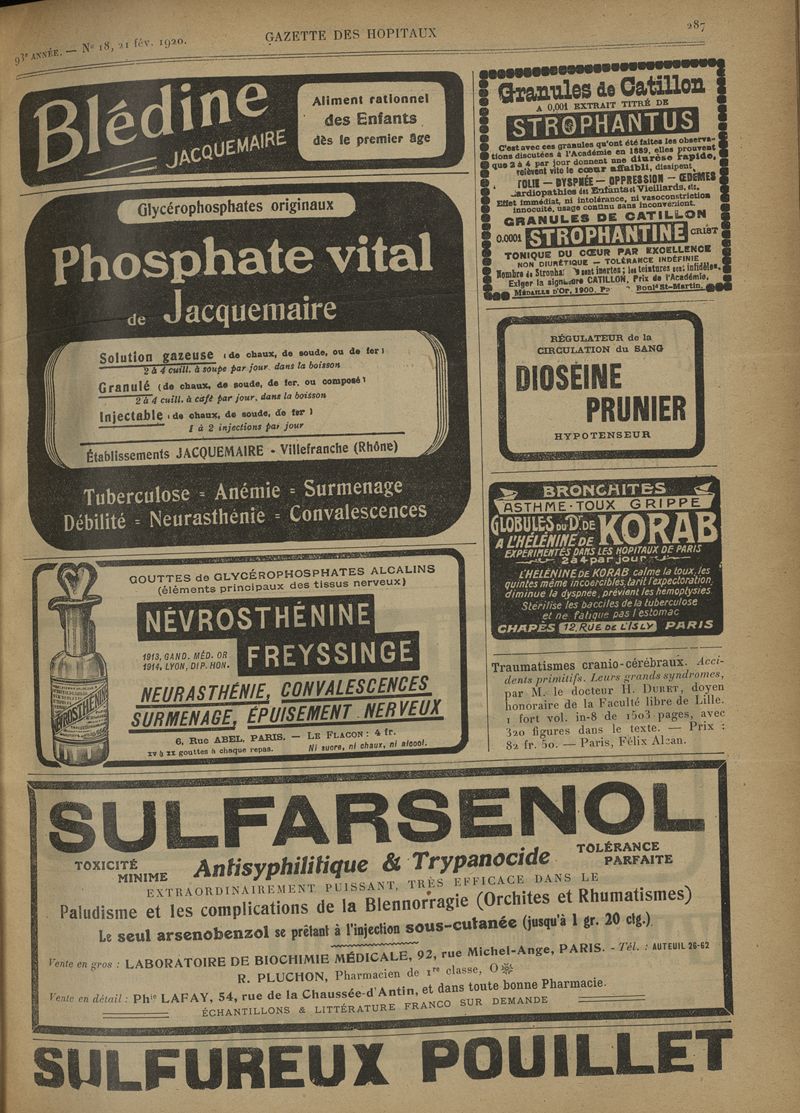 93e ANNÉE. — No 18, 21 fév. 1920.
GAZETTE DES HOPITAUX
287
Blédine
JACQUEMAIRE
Aliment rationnel
des Enfants
dès le premier âge
Glycérophosphates originaux
Phosphate vital
de Jacquemaire
Solution gazeuse (de chaux, de soude, ou de fer)
2 à 4 cuill. à soupe par jour. dans la boisson
Granulé (de chaux, de soude, de fer, ou composé)
2 à 4 cuill. à café par jour, dans la boisson
Injectable (de chaux, de soude, de fer)
1 à 2 injections par jour
Établissements JACQUEMAIRE - Villefranche (Rhône)
Tuberculose = Anémie = Surmenage
Débilité = Neurasthénie = Convalescences
GOUTTES de GLYCÉROPHOSPHATES ALCALINS
(éléments principaux des tissus nerveux)
NÉVROSTHÉNINE
1913, GAND. MÉD. OR
1914, LYON, DIP. HON.
FREYSSINGE
NEURASTHÉNIE, CONVALESCENCES
SURMENAGE, ÉPUISEMENT NERVEUX
6, Rue ABEL, PARIS. — LE FLACON : 4 fr.
XV à XX gouttes à chaque repas.
Ni sucre, ni chaux, ni alcool.
NÉVROSTHÉNINE
Granules de Catillon
A 0,001 EXTRAIT TITRÉ DE
STROPHANTUS
C'est avec ces granules qu'ont été faites les observa-
tions discutées à l'Académie en 1889, elles prouvent
que 2 à 4 par jour donnent une diurèse rapide,
relèvent vite le cœur affaibli, dissipent
— DYSPNÉE — OPPRESSION — ŒDÈMES
Cardiopathies des Enfants et Vieillards, etc.
Effet immédiat, ni intolérance, ni vasoconstriction
innocuité, usage continu sans inconvénient.
GRANULES DE CATILLON
0.0001 STROPHANTINE CRIST
TONIQUE DU CŒUR PAR EXCELLENCE
NON DIURÉTIQUE — TOLÉRANCE INDÉFINIE
Nombre de sont inertes ; les teintures sont infidèles.
Exiger la signature CATILLON. Prix de l'Académie.
MÉDAILLE D'OR, 1900. Boulᵈ St-Martin.
RÉGULATEUR de la
CIRCULATION du SANG
DIOSÉINE
PRUNIER
HYPOTENSEUR
BRONCHITES
ASTHME-TOUX GRIPPE
GLOBULES DU Dr DE KORAB
A L'HÉLÉNINE DE
EXPÉRIMENTÉS DANS LES HOPITAUX DE PARIS
2 à 4 par jour
L'HÉLÉNINE DE KORAB calme la toux, les
quintes même incoercibles, tarit l'expectoration,
diminue la dyspnée, prévient les hémoptysies
Stérilise les bacilles de la tuberculose
et ne fatigue pas l'estomac
CHAPES 12, RUE DE L'ISLY PARIS
Traumatismes cranio-cérébraux. Acci-
dents primitifs. Leurs grands syndromes,
par M. le docteur H. DURET, doyen
honoraire de la Faculté libre de Lille.
1 fort vol. in-8 de 1503 pages, avec
320 figures dans le texte. — Prix :
82 fr. 50. — Paris, Félix Alcan.
SULFARSENOL
TOXICITÉ
MINIME
Antisyphilitique & Trypanocide
TOLÉRANCE
PARFAITE
EXTRAORDINAIREMENT PUISSANT, TRÈS EFFICACE DANS LE
Paludisme et les complications de la Blennorragie (Orchites et Rhumatismes)
Le seul arsenobenzol se prêtant à l'injection sous-cutanée (jusqu'à 1 gr. 20 ctg.)
Vente en gros : LABORATOIRE DE BIOCHIMIE MÉDICALE, 92, rue Michel-Ange, PARIS. - Tél. : AUTEUIL 26-62
R. PLUCHON, Pharmacien de 1re classe, O
Vente en détail : Phie LAFAY, 54, rue de la Chaussée-d'Antin, et dans toute bonne Pharmacie.
ÉCHANTILLONS & LITTÉRATURE FRANCO SUR DEMANDE
SULFUREUX POUILLET